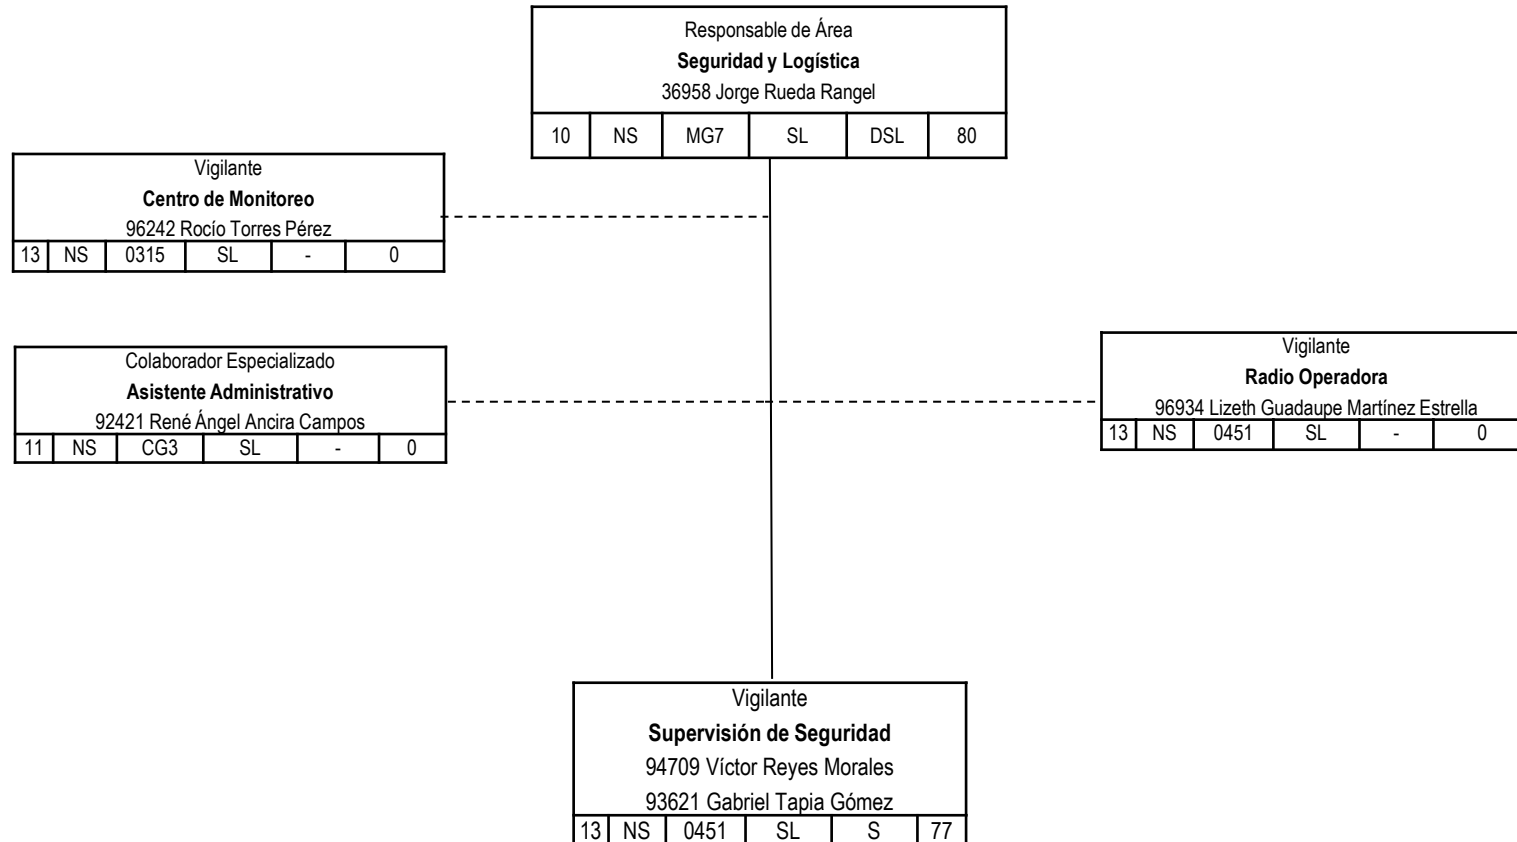 Responsable de Área
Seguridad y Logística
36958 Jorge Rueda Rangel
10 NS MG7 SL DSL 80
Vigilante
Centro de Monitoreo
96242 Rocío Torres Pérez
13 NS 0315 SL - 0
Colaborador Especializado
Asistente Administrativo
92421 René Ángel Ancira Campos
11 NS CG3 SL - 0
Vigilante
Radio Operadora
96934 Lizeth Guadaupe Martínez Estrella
13 NS 0451 SL - 0
Vigilante
Supervisión de Seguridad
94709 Víctor Reyes Morales
93621 Gabriel Tapia Gómez
13 NS 0451 SL S 77